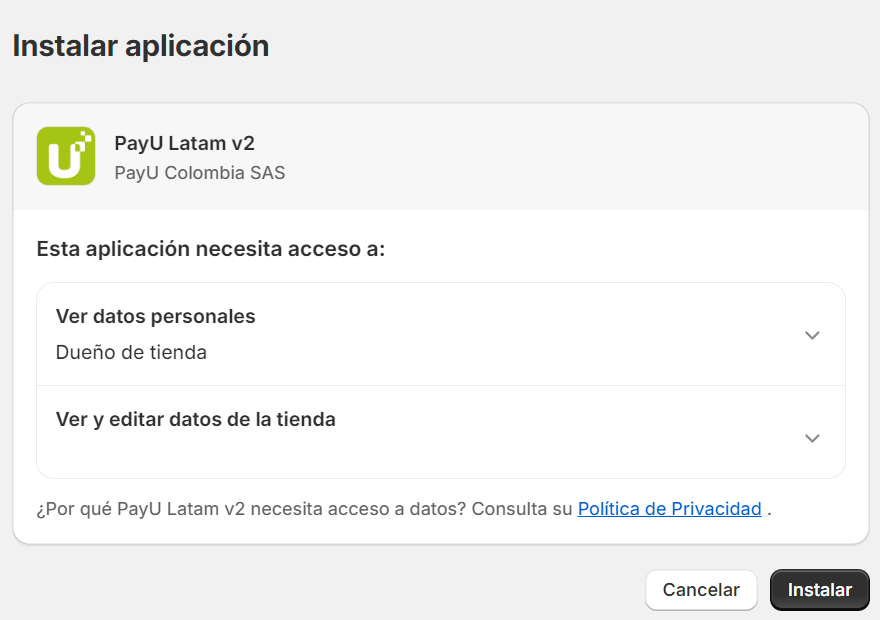 Instalar aplicación
PayU Latam v2
PayU Colombia SAS
Esta aplicación necesita acceso a:
Ver datos personales
Dueño de tienda
Ver y editar datos de la tienda
¿Por qué PayU Latam v2 necesita acceso a datos? Consulta su Política de Privacidad .
Cancelar
Instalar